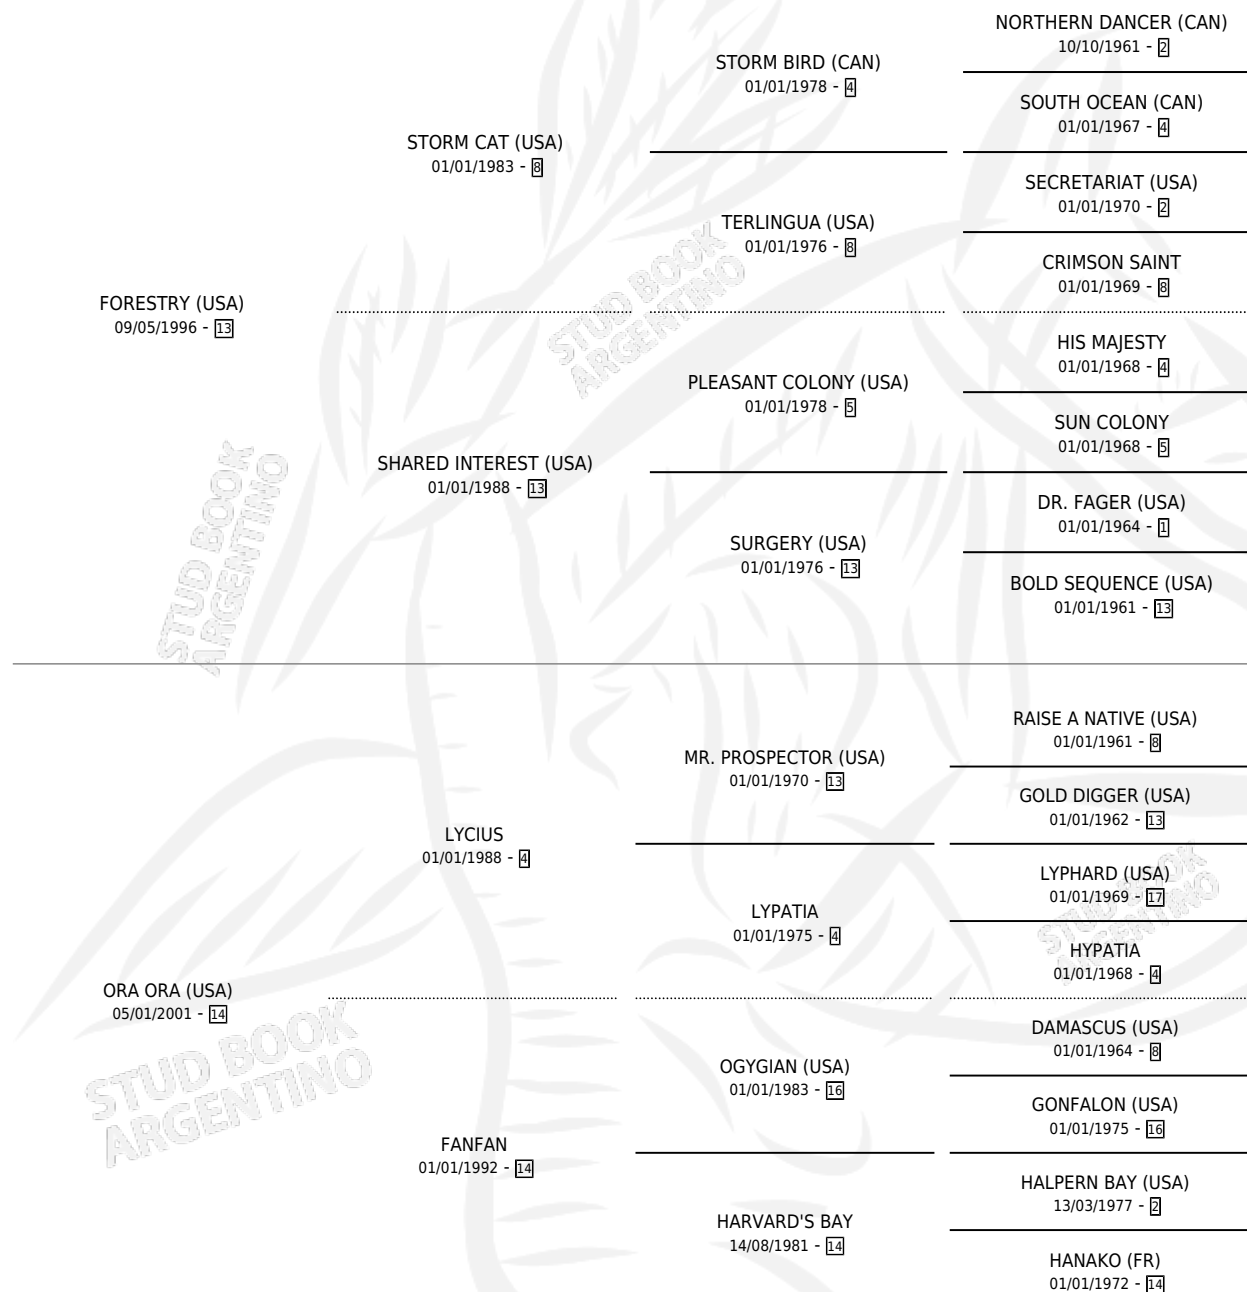 NORTHERN DANCER (CAN)
10/10/1961 - 2
STORM BIRD (CAN)
01/01/1978 - 4
SOUTH OCEAN (CAN)
01/01/1967 - 4
STORM CAT (USA)
01/01/1983 - 8
SECRETARIAT (USA)
01/01/1970 - 2
TERLINGUA (USA)
01/01/1976 - 8
CRIMSON SAINT
01/01/1969 - 8
FORESTRY (USA)
09/05/1996 - 13
HIS MAJESTY
01/01/1968 - 4
PLEASANT COLONY (USA)
01/01/1978 - 5
SUN COLONY
01/01/1968 - 5
SHARED INTEREST (USA)
01/01/1988 - 13
DR. FAGER (USA)
01/01/1964 - 1
SURGERY (USA)
01/01/1976 - 13
BOLD SEQUENCE (USA)
01/01/1961 - 13
STUD BOOK
ARGENTINO
STUD BOOK
ARGENTINO
RAISE A NATIVE (USA)
01/01/1961 - 8
MR. PROSPECTOR (USA)
01/01/1970 - 13
GOLD DIGGER (USA)
01/01/1962 - 13
LYCIUS
01/01/1988 - 4
LYPHARD (USA)
01/01/1969 - 17
LYPATIA
01/01/1975 - 4
HYPATIA
01/01/1968 - 4
ORA ORA (USA)
05/01/2001 - 14
DAMASCUS (USA)
01/01/1964 - 8
OGYGIAN (USA)
01/01/1983 - 16
GONFALON (USA)
01/01/1975 - 16
FANFAN
01/01/1992 - 14
HALPERN BAY (USA)
13/03/1977 - 2
HARVARD'S BAY
14/08/1981 - 14
HANAKO (FR)
01/01/1972 - 14
STUD BOOK
ARGENTINO
STUD BOOK
ARGENTINO